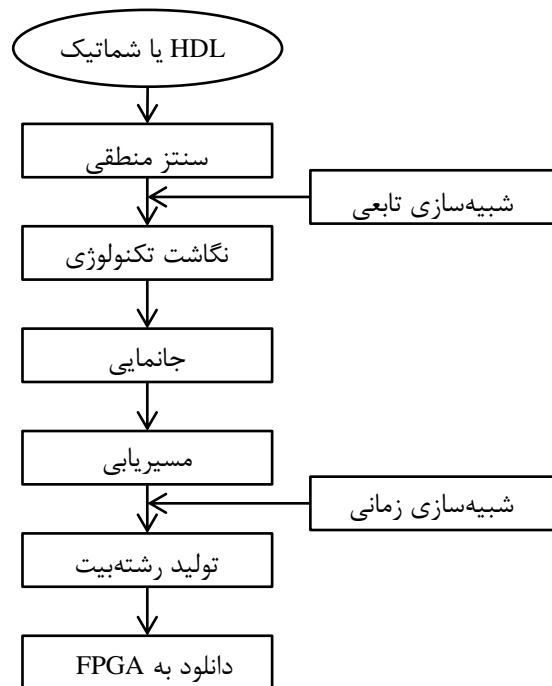 HDL یا شماتیک
سنتز منطقی
شبیه‌سازی تابعی
نگاشت تکنولوژی
جانمایی
مسیریابی
شبیه‌سازی زمانی
تولید رشته‌بیت
دانلود به FPGA